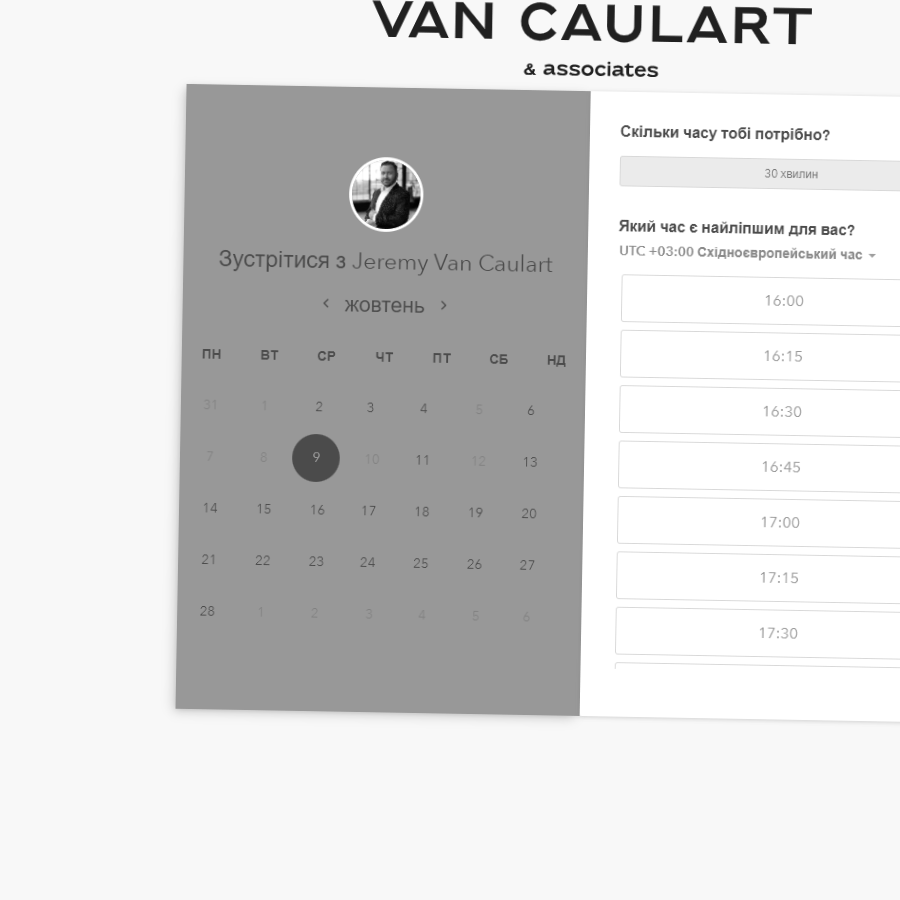 VAN CAULART
& associates
Зустрітися з Jeremy Van Caulart
жовтень
ПН ВТ СР ЧТ ПТ СБ НД
31 1 2 3 4 5 6
7 8 9 10 11 12 13
14 15 16 17 18 19 20
21 22 23 24 25 26 27
28 1 2 3 4 5 6
Скільки часу тобі потрібно?
30 хвилин
Який час є найліпшим для вас?
UTC +03:00 Східноєвропейський час
16:00
16:15
16:30
16:45
17:00
17:15
17:30